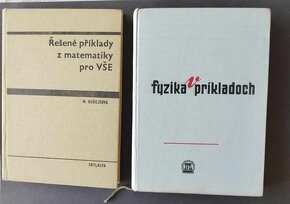 Řešené příklady
z matematiky
pro VŠE
SNTL/ALFA
fyzika v príkladoch